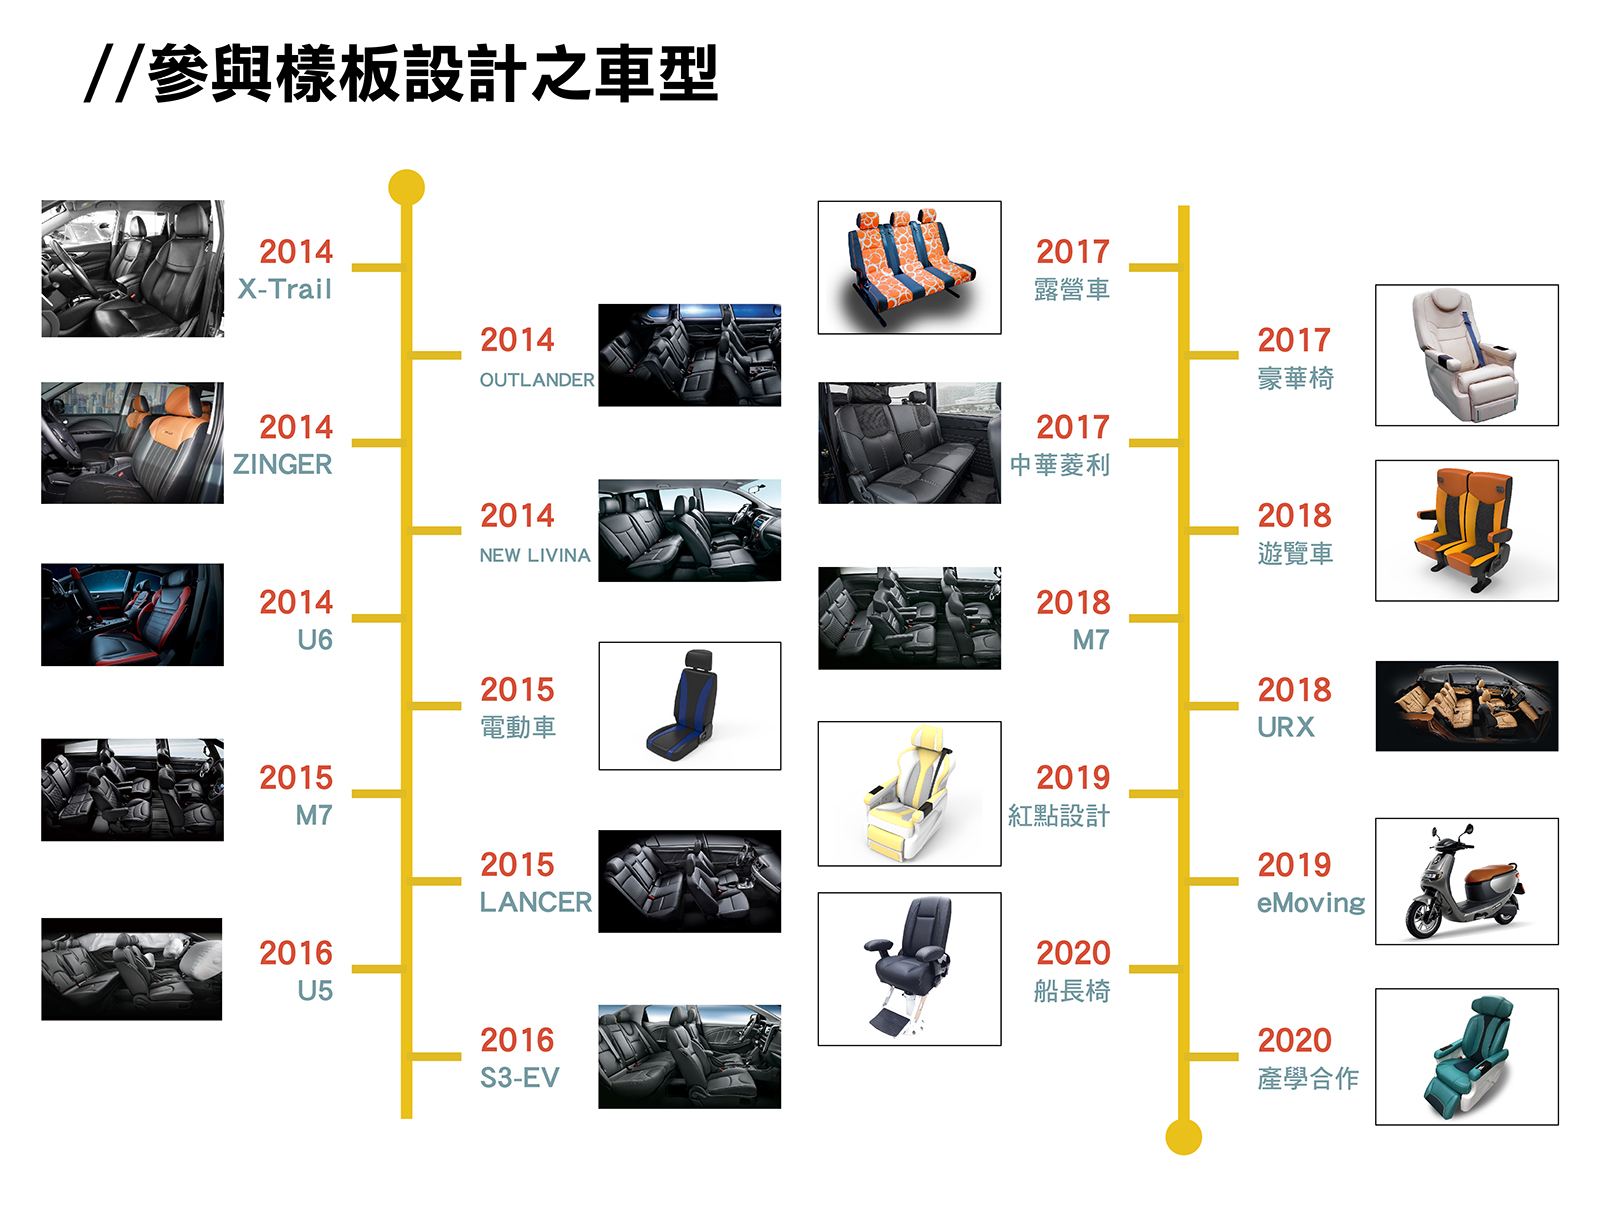 //參與樣板設計之車型
2014
X-Trail
2014
OUTLANDER
2014
ZINGER
2014
NEW LIVINA
2014
U6
2015
電動車
2015
M7
2015
LANCER
2016
U5
2016
S3-EV
2017
露營車
2017
豪華椅
2017
中華菱利
2018
遊覽車
2018
M7
2018
URX
2019
紅點設計
2019
eMoving
2020
船長椅
2020
產學合作